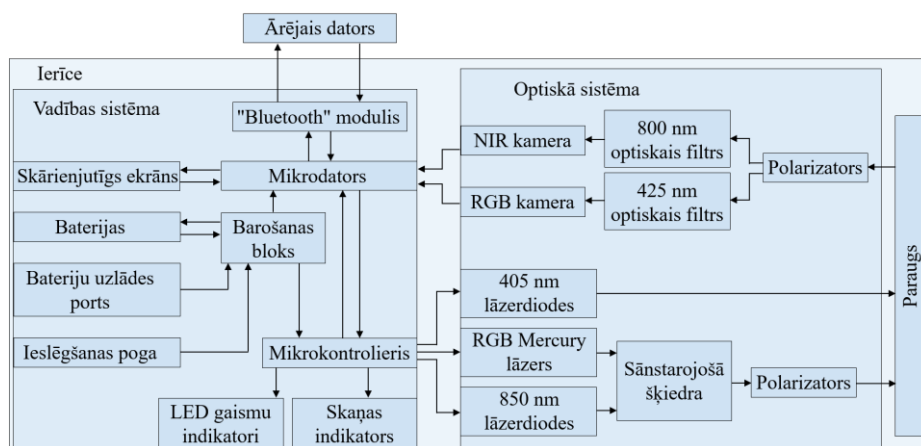 Ārējais dators
Ierīce
Vadības sistēma
"Bluetooth" modulis
Skārienjutīgs ekrāns
Mikrodators
Baterijas
Barošanas
bloks
Bateriju uzlādes
ports
Ieslēgšanas poga
Mikrokontrolieris
LED gaismu
indikatori
Skaņas
indikators
Optiskā sistēma
NIR kamera
800 nm
optiskais filtrs
Polarizators
RGB kamera
425 nm
optiskais filtrs
405 nm
lāzerdiodes
RGB Mercury
lāzers
850 nm
lāzerdiodes
Sānstarojošā
šķiedra
Polarizators
Paraugs